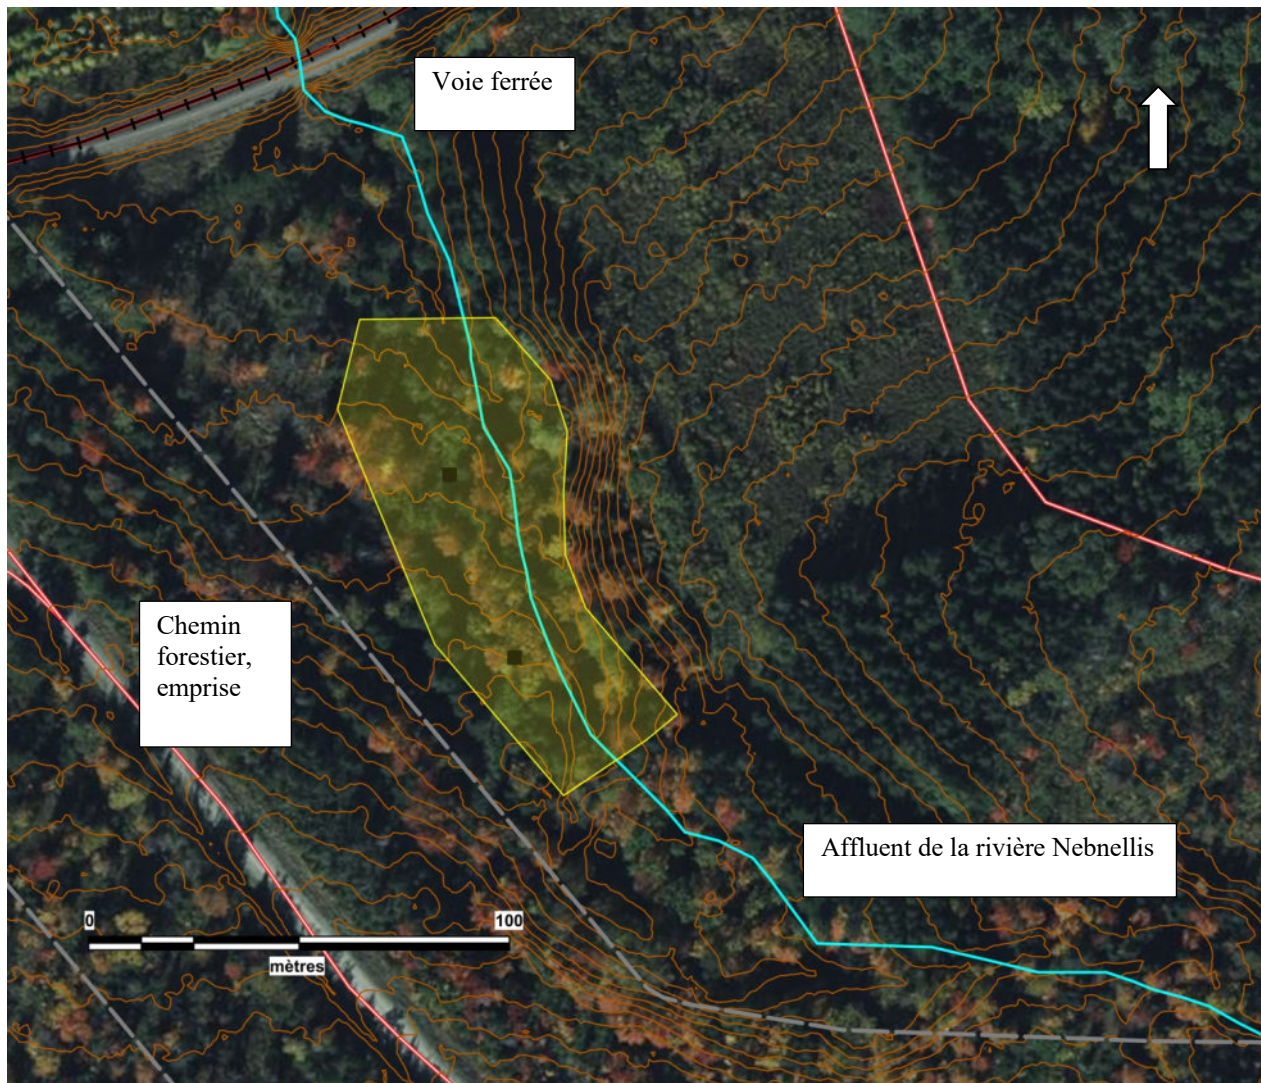 Voie ferrée
Chemin
forestier,
emprise
Affluent de la rivière Nebnellis
0
100
mètres